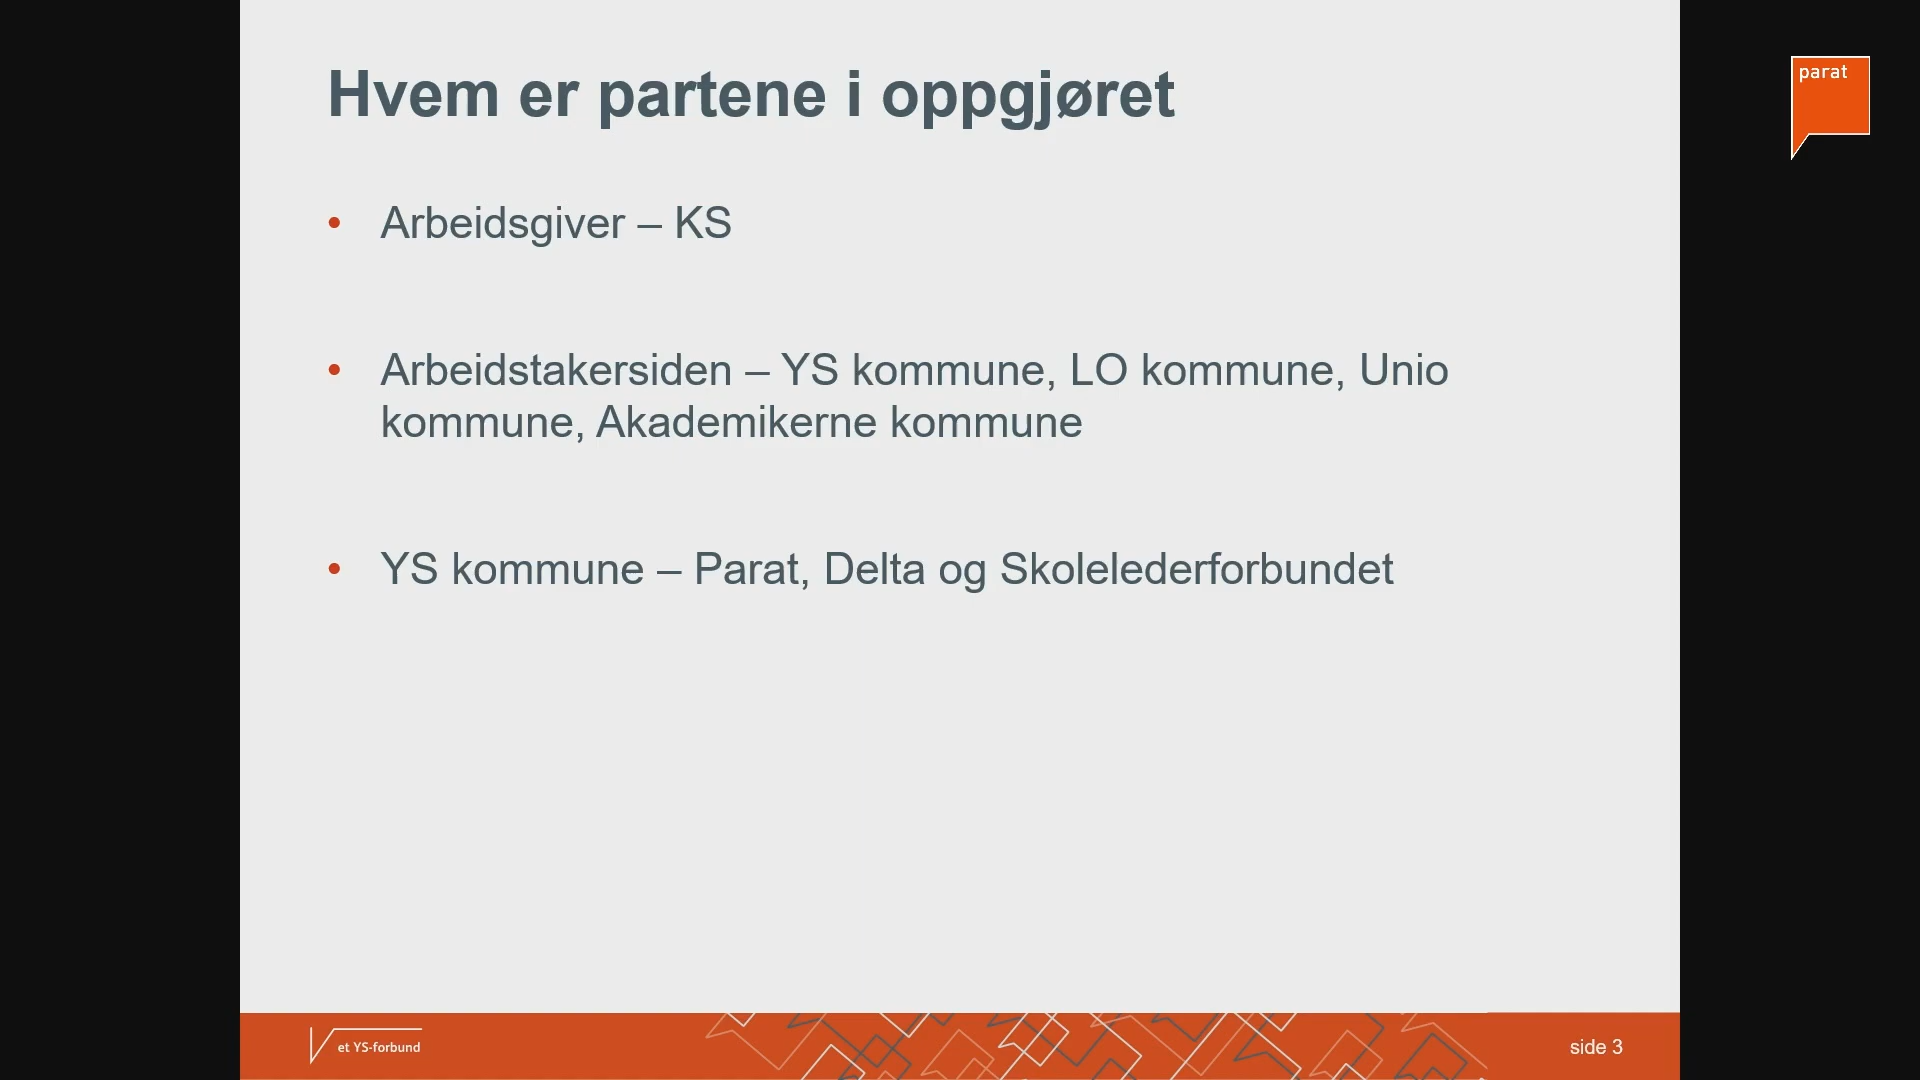 Hvem er partene i oppgjøret
parat
• Arbeidsgiver – KS
• Arbeidstakersiden – YS kommune, LO kommune, Unio
kommune, Akademikerne kommune
• YS kommune – Parat, Delta og Skolelederforbundet
et YS-forbund
side 3